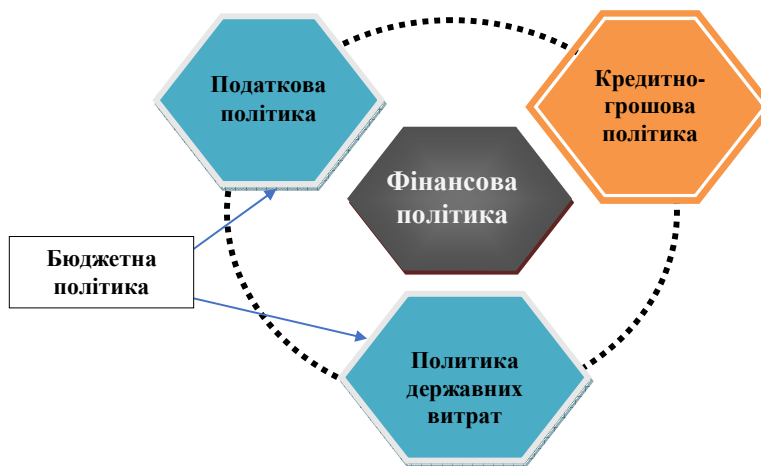 Податкова
політика
Кредитно-
грошова
політика
Фінансова
політика
Бюджетна
політика
Политика
державних
витрат